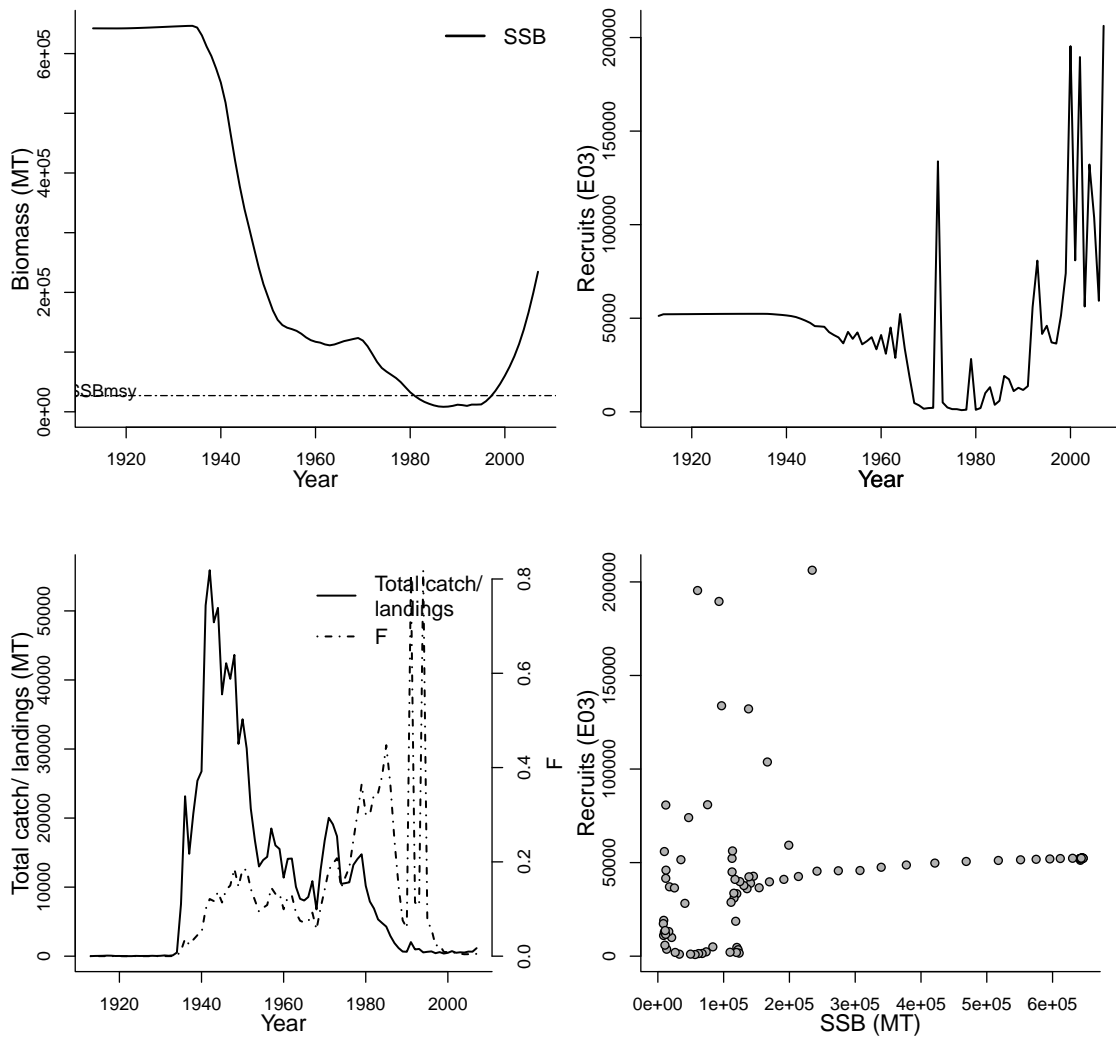 SSB
Biomass (MT)
0e+00
2e+05
4e+05
6e+05
SSBmsy
1920
1940
1960
1980
2000
Year
Recruits (E03)
0
50000
100000
150000
200000
1920
1940
1960
1980
2000
Year
Total catch/
landings
F
Total catch/ landings (MT)
0
10000
20000
30000
40000
50000
0.0
0.2
0.4
0.6
0.8
F
1920
1940
1960
1980
2000
Year
Recruits (E03)
0
50000
100000
150000
200000
0e+00
1e+05
2e+05
3e+05
4e+05
5e+05
6e+05
SSB (MT)